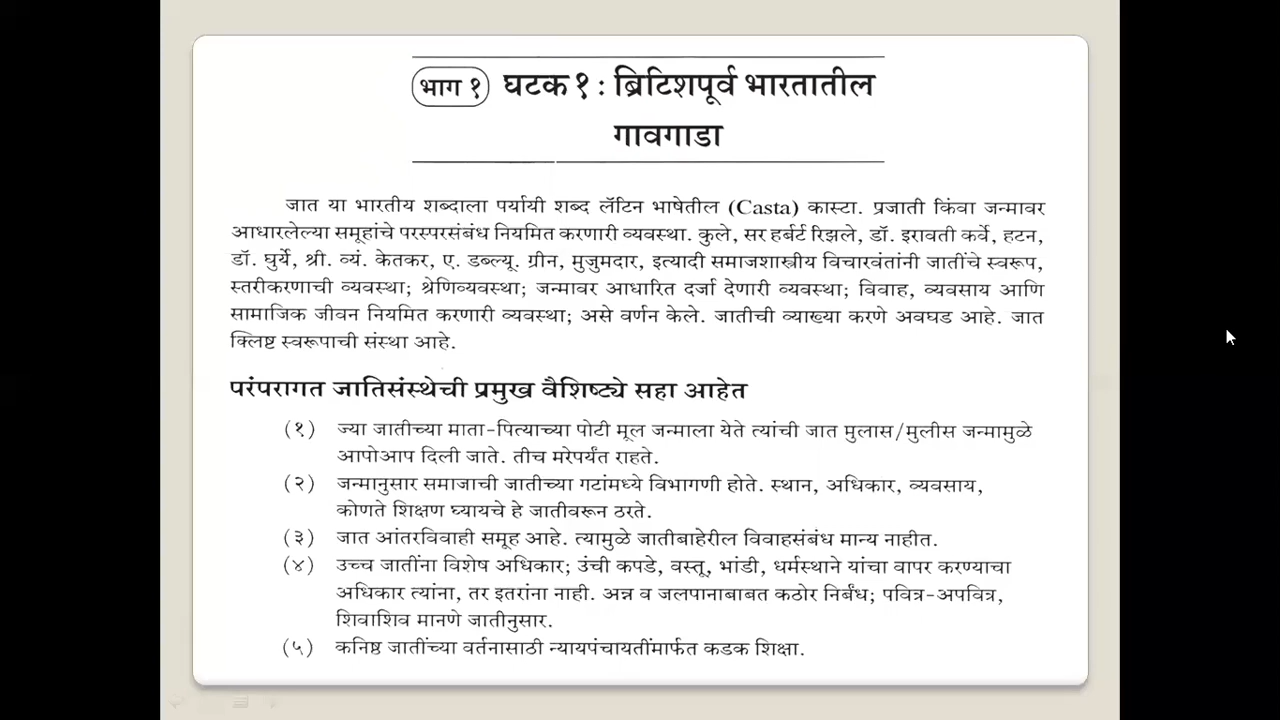 भाग १ घटक १ : ब्रिटिशपूर्व भारतातील
गावगाडा
जात या भारतीय शब्दाला पर्यायी शब्द लॅटिन भाषेतील (Casta) कास्टा. प्रजाती किंवा जन्मावर
आधारलेल्या समूहांचे परस्परसंबंध नियमित करणारी व्यवस्था. कुले, सर हर्बर्ट रिझले, डॉ. इरावती कर्वे, हटन,
डॉ. घुर्ये, श्री. व्यं. केतकर, ए. डब्ल्यू. ग्रीन, मुजुमदार, इत्यादी समाजशास्त्रीय विचारवंतांनी जातींचे स्वरूप,
स्तरीकरणाची व्यवस्था; श्रेणिव्यवस्था; जन्मावर आधारित दर्जा देणारी व्यवस्था; विवाह, व्यवसाय आणि
सामाजिक जीवन नियमित करणारी व्यवस्था; असे वर्णन केले. जातीची व्याख्या करणे अवघड आहे. जात
क्लिष्ट स्वरूपाची संस्था आहे.
परंपरागत जातिसंस्थेची प्रमुख वैशिष्ट्ये सहा आहेत
(१) ज्या जातीच्या माता-पित्याच्या पोटी मूल जन्माला येते त्यांची जात मुलास/मुलीस जन्मामुळे
आपोआप दिली जाते. तीच मरेपर्यंत राहते.
(२) जन्मानुसार समाजाची जातीच्या गटांमध्ये विभागणी होते. स्थान, अधिकार, व्यवसाय,
कोणते शिक्षण घ्यायचे हे जातीवरून ठरते.
(३) जात आंतरविवाही समूह आहे. त्यामुळे जातीबाहेरील विवाहसंबंध मान्य नाहीत.
(४) उच्च जातींना विशेष अधिकार; उंची कपडे, वस्तू, भांडी, धर्मस्थाने यांचा वापर करण्याचा
अधिकार त्यांना, तर इतरांना नाही. अन्न व जलपानाबाबत कठोर निर्बंध; पवित्र-अपवित्र,
शिवाशिव मानणे जातीनुसार.
(५) कनिष्ठ जातींच्या वर्तनासाठी न्यायपंचायतींमार्फत कडक शिक्षा.